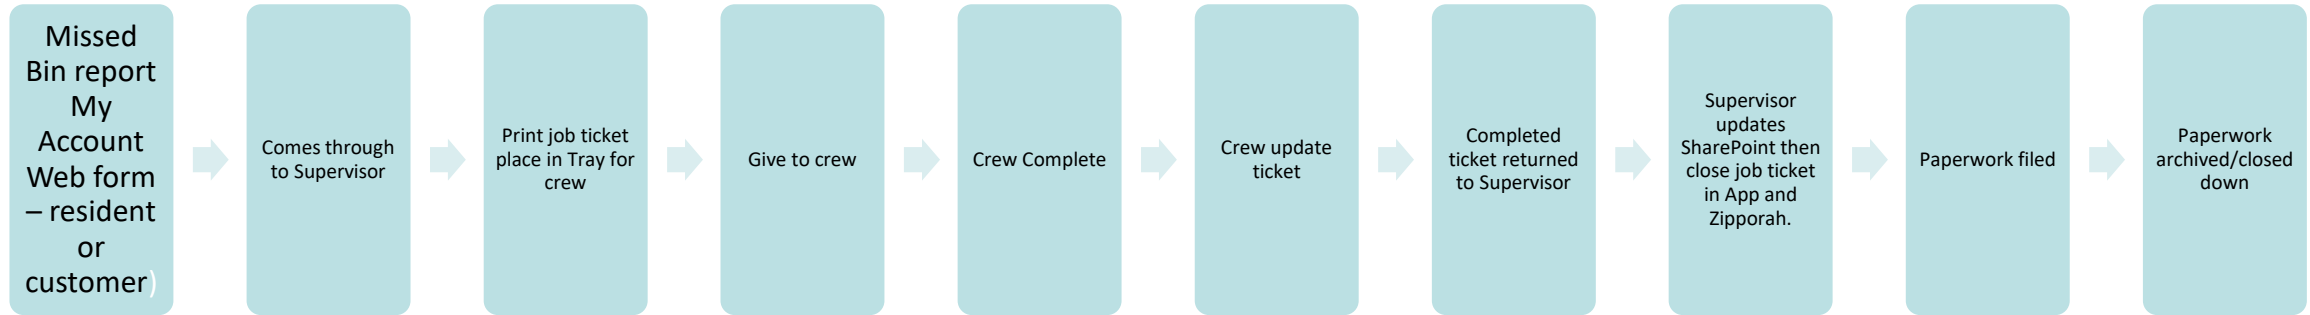 Missed
Bin report
My
Account
Web form
– resident
or
customer)
Comes through
to Supervisor
Print job ticket
place in Tray for
crew
Give to crew
Crew Complete
Crew update
ticket
Completed
ticket returned
to Supervisor
Supervisor
updates
SharePoint then
close job ticket
in App and
Zipporah.
Paperwork filed
Paperwork
archived/closed
down